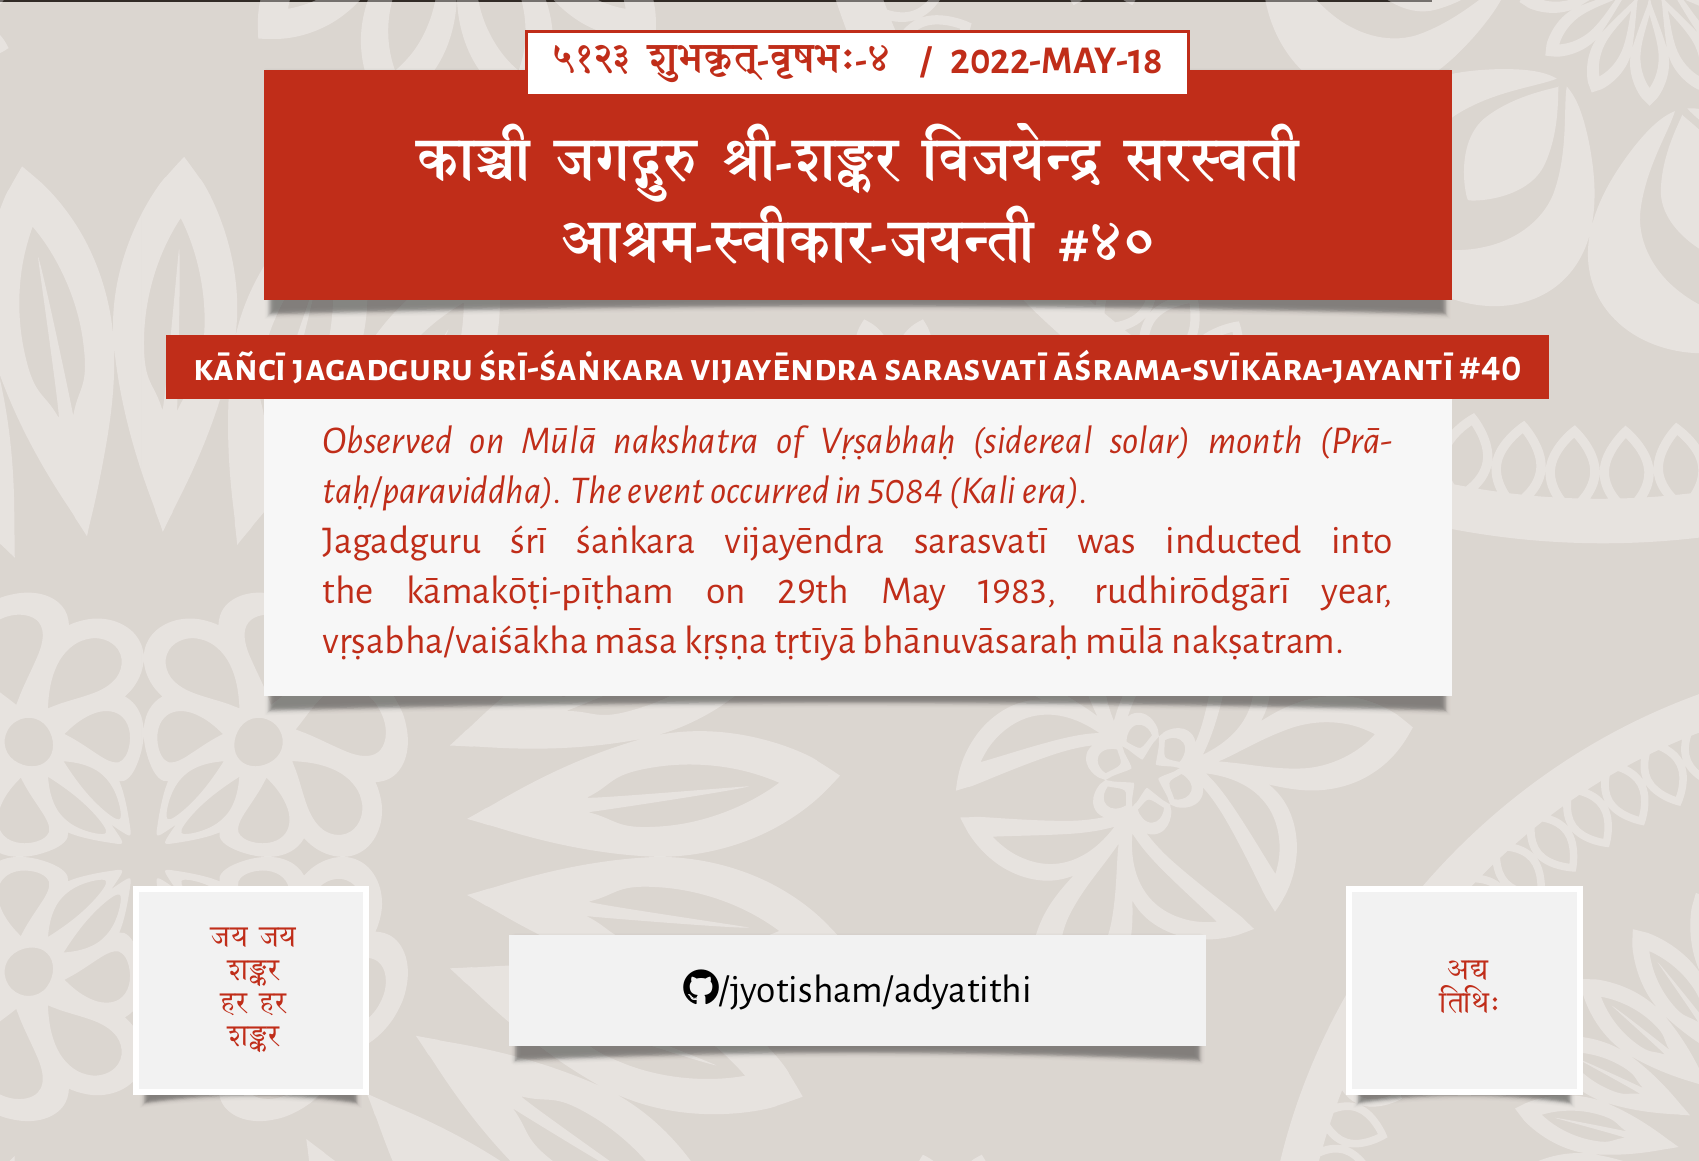 ५१२३ शुभकृत्-वृषभः-४ / 2022-MAY-18
काञ्ची जगद्गुरु श्री-शङ्कर विजयेन्द्र सरस्वती
आश्रम-स्वीकार-जयन्ती #४०
KĀÑCĪ JAGADGURU ŚRĪ-ŚAṄKARA VIJAYĒNDRA SARASVATĪ ĀŚRAMA-SVĪKĀRA-JAYANTĪ #40
Observed on Mūlā nakshatra of Vṛṣabhaḥ (sidereal solar) month (Prā-
taḥ/paraviddha). The event occurred in 5084 (Kali era).
Jagadguru śrī śaṅkara vijayēndra sarasvatī was inducted into
the kāmakōṭi-pīṭham on 29th May 1983, rudhirōdgārī year,
vṛṣabha/vaiśākha māsa kṛṣṇa tṛtīyā bhānuvāsaraḥ mūlā nakṣatram.
जय जय
शङ्कर
हर हर
शङ्कर
/jyotisham/adyatithi
अद्य
तिथिः